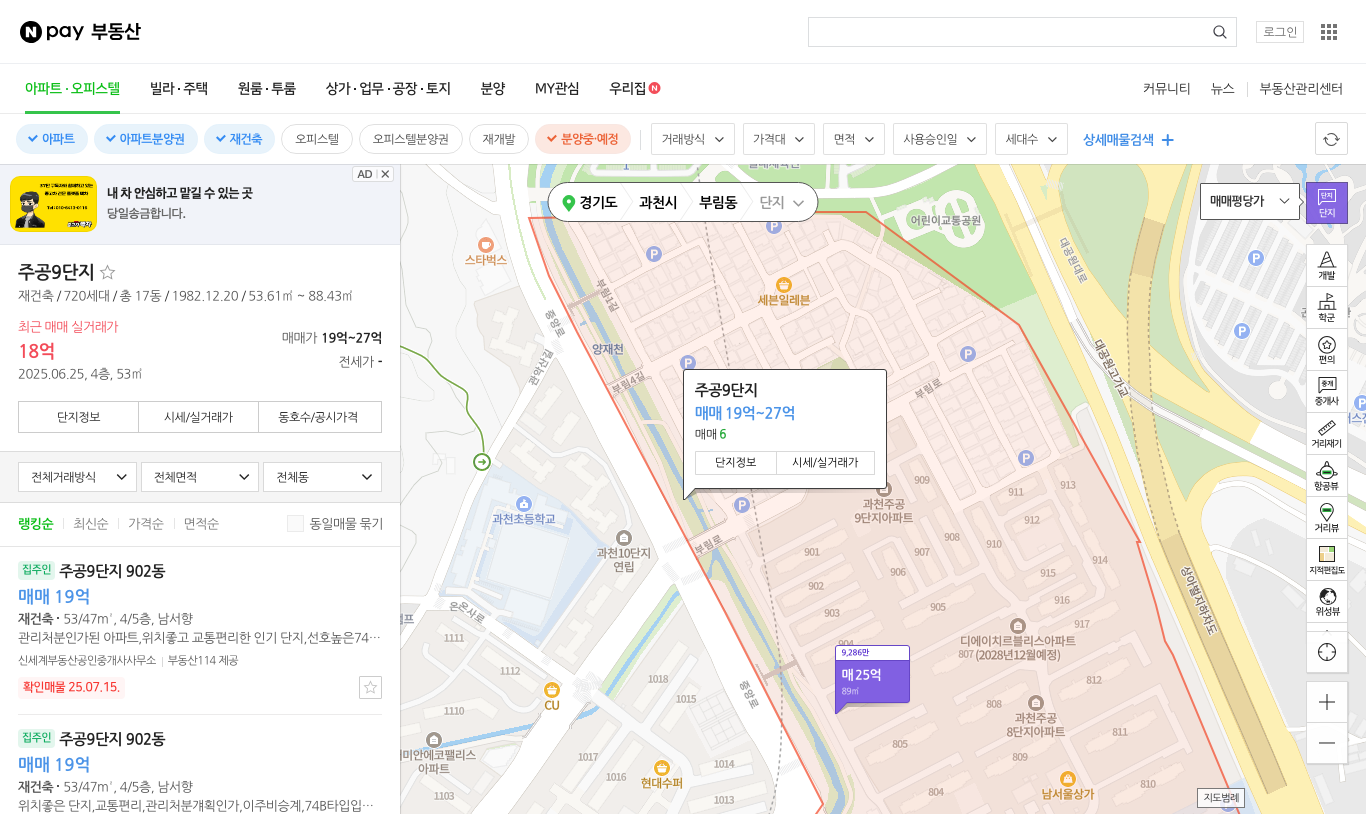 N pay 부동산
로그인
아파트 · 오피스텔
빌라 · 주택
원룸 · 투룸
상가 · 업무 · 공장 · 토지
분양
MY관심
우리집 N
커뮤니티
뉴스
부동산관리센터
아파트
아파트분양권
재건축
오피스텔
오피스텔분양권
재개발
분양중·예정
거래방식
가격대
면적
사용승인일
세대수
상세매물검색
AD
내 차 안심하고 맡길 수 있는 곳
당일송금합니다.
주공9단지
재건축 / 720세대 / 총 17동 / 1982.12.20 / 53.61㎡ ~ 88.43㎡
최근 매매 실거래가
18억
2025.06.25, 4층, 53㎡
매매가 19억~27억
전세가 -
단지정보
시세/실거래가
동호수/공시가격
전체거래방식
전체면적
전체동
랭킹순
최신순
가격순
면적순
동일매물 묶기
집주인 주공9단지 902동
매매 19억
재건축 · 53/47m², 4/5층, 남서향
관리처분인가된 아파트,위치좋고 교통편리한 인기 단지,선호높은74…
신세계부동산공인중개사사무소 | 부동산114 제공
확인매물 25.07.15.
집주인 주공9단지 902동
매매 19억
재건축 · 53/47m², 4/5층, 남서향
위치좋은 단지,교통편리,관리처분개획인가,이주비승계,74B타입입…
경기도
과천시
부림동
단지
매매평당가
단지
단지
개발
학군
편의
중개
중개사
거리재기
항공뷰
거리뷰
지적편집도
위성뷰
지도범례
어린이교통공원
대공원대로
대공원고가교
상아벌지하차도
스타벅스
세븐일레븐
부림1길
중앙로
양재천
부림4길
관악산길
부림로
주공9단지
매매 19억~27억
매매 6
단지정보
시세/실거래가
과천주공
9단지아파트
911
913
912
910
914
908
907
901
906
915
902
916
905
903
917
904
과천초등학교
과천10단지
연립
부림로
온온사로
1111
1112
1110
1018
1015
1017
1016
1014
1013
1103
중앙로
CU
현대수퍼
미안에코팰리스
아파트
디에이치르블리스아파트
(2028년12월예정)
807
9,286만
매 25억
89㎡
812
808
과천주공
8단지아파트
811
805
804
810
남서울상가